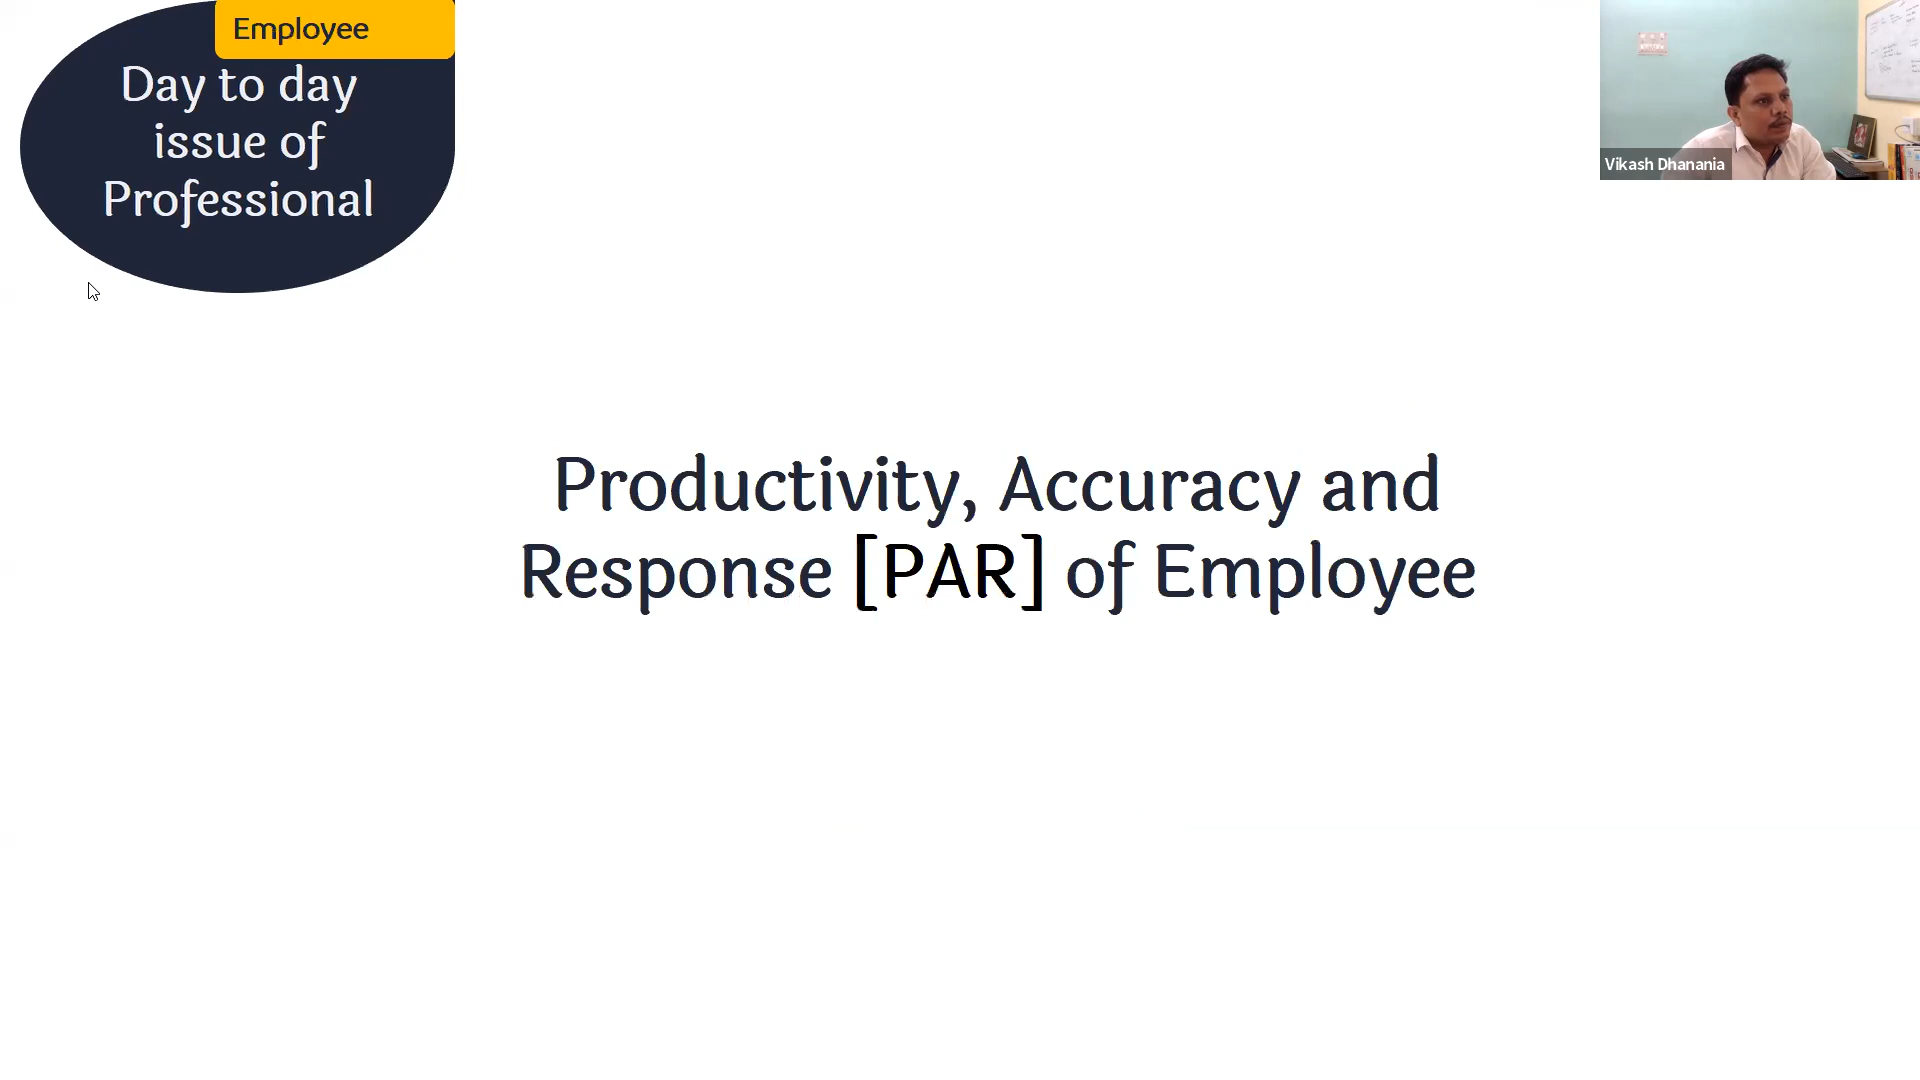 Employee
Day to day
issue of
Professional
Vikash Dhanania
Productivity, Accuracy and
Response [PAR] of Employee